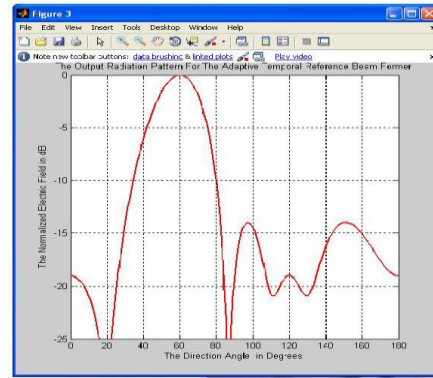 Figure 3
File Edit View Insert Tools Desktop Window Help
Note new toolbar buttons: data brushing & linked plots Play video
The Output Radiation Pattern For The Adaptive Temporal Reference Beam Former
The Normalized Electric Field in dB
0
-5
-10
-15
-20
-25
0 20 40 60 80 100 120 140 160 180
The Direction Angle in Degrees